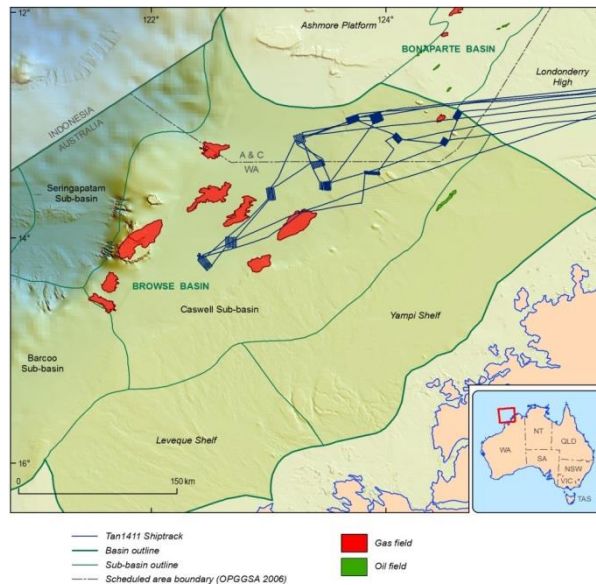 122°
124°
12°
Ashmore Platform
BONAPARTE BASIN
Londonderry
High
INDONESIA
AUSTRALIA
A & C
WA
Seringapatam
Sub-basin
14°
BROWSE BASIN
Caswell Sub-basin
Yampi Shelf
Barcoo
Sub-basin
Leveque Shelf
16°
0
150 km
NT
WA
QLD
SA
NSW
VIC
TAS
Tan1411 Shiptrack
Basin outline
Sub-basin outline
Scheduled area boundary (OPGGSA 2006)
Gas field
Oil field